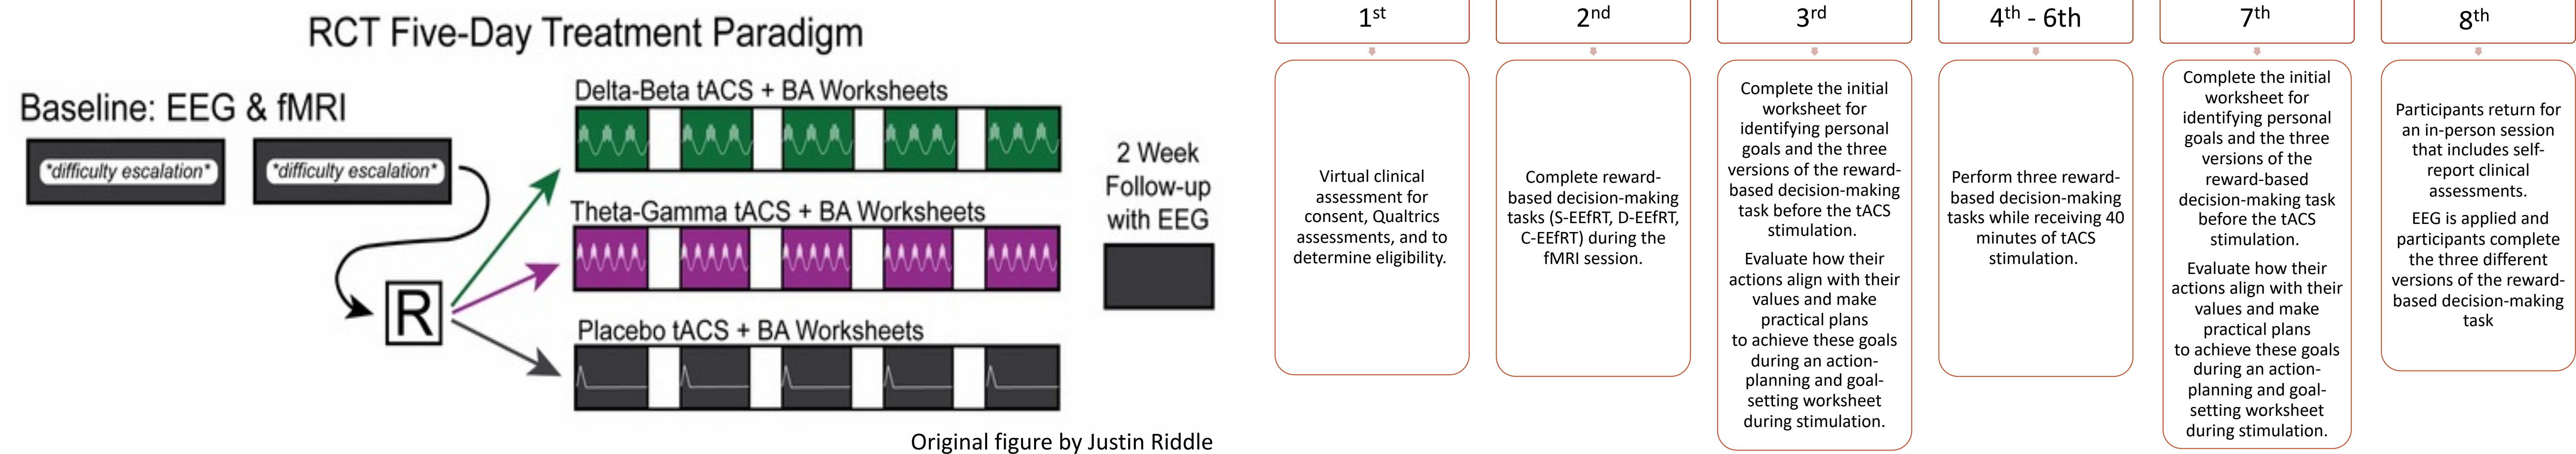 RCT Five-Day Treatment Paradigm
Baseline: EEG & fMRI
*difficulty escalation*
*difficulty escalation*
R
Delta-Beta tACS + BA Worksheets
Theta-Gamma tACS + BA Worksheets
Placebo tACS + BA Worksheets
2 Week
Follow-up
with EEG
Original figure by Justin Riddle
1st
Virtual clinical
assessment for
consent, Qualtrics
assessments, and to
determine eligibility.
2nd
Complete reward-
based decision-making
tasks (S-EEfRT, D-EEfRT,
C-EEfRT) during the
fMRI session.
3rd
Complete the initial
worksheet for
identifying personal
goals and the three
versions of the reward-
based decision-making
task before the tACS
stimulation.
Evaluate how their
actions align with their
values and make
practical plans
to achieve these goals
during an action-
planning and goal-
setting worksheet
during stimulation.
4th - 6th
Perform three reward-
based decision-making
tasks while receiving 40
minutes of tACS
stimulation.
7th
Complete the initial
worksheet for
identifying personal
goals and the three
versions of the
reward-based
decision-making task
before the tACS
stimulation.
Evaluate how their
actions align with their
values and make
practical plans
to achieve these goals
during an action-
planning and goal-
setting worksheet
during stimulation.
8th
Participants return for
an in-person session
that includes self-
report clinical
assessments.
EEG is applied and
participants complete
the three different
versions of the reward-
based decision-making
task